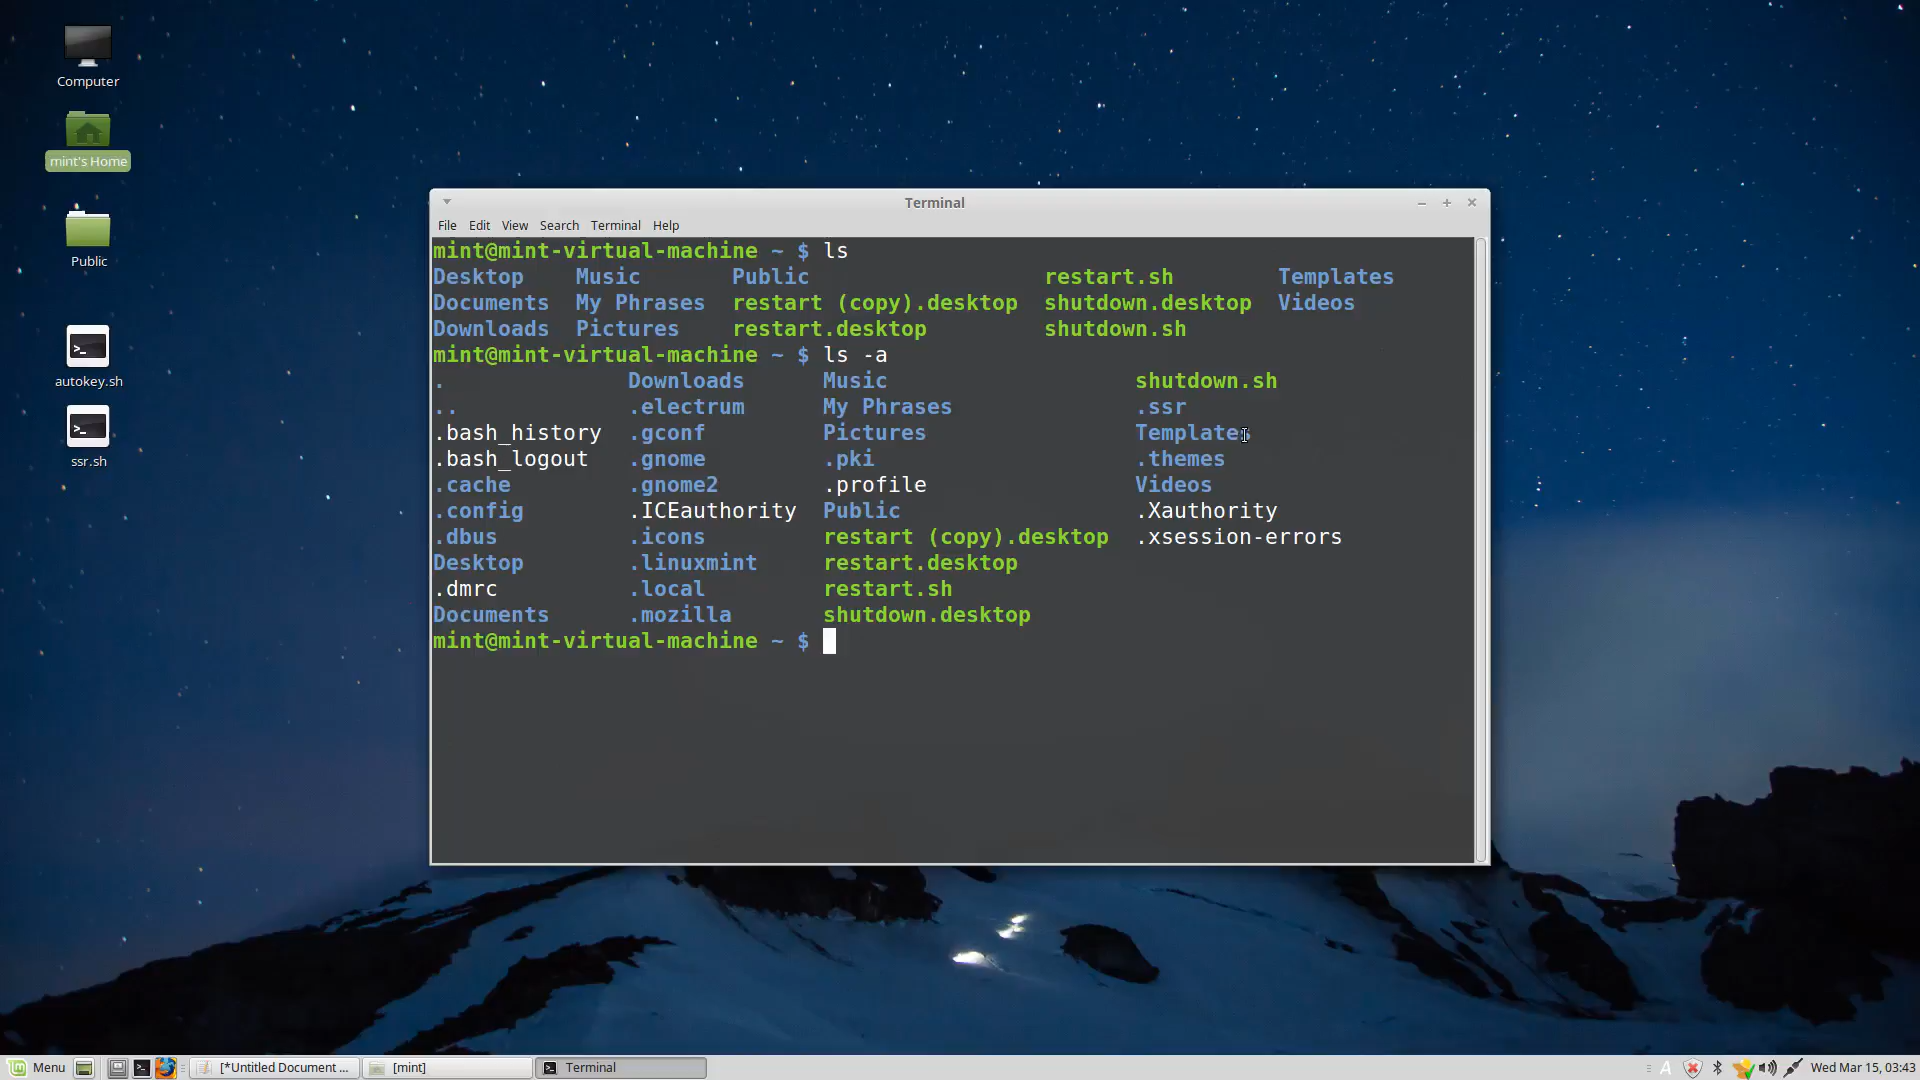 Computer
mint's Home
Public
autokey.sh
ssr.sh
Terminal
File Edit View Search Terminal Help
mint@mint-virtual-machine ~ $ ls
Desktop Music Public restart.sh Templates
Documents My Phrases restart (copy).desktop shutdown.desktop Videos
Downloads Pictures restart.desktop shutdown.sh
mint@mint-virtual-machine ~ $ ls -a
. Downloads Music shutdown.sh
.. .electrum My Phrases .ssr
.bash_history .gconf Pictures Templates
.bash_logout .gnome .pki .themes
.cache .gnome2 .profile Videos
.config .ICEauthority Public .Xauthority
.dbus .icons restart (copy).desktop .xsession-errors
Desktop .linuxmint restart.desktop
.dmrc .local restart.sh
Documents .mozilla shutdown.desktop
mint@mint-virtual-machine ~ $
Menu [*Untitled Document ... [mint] Terminal A Wed Mar 15, 03:43